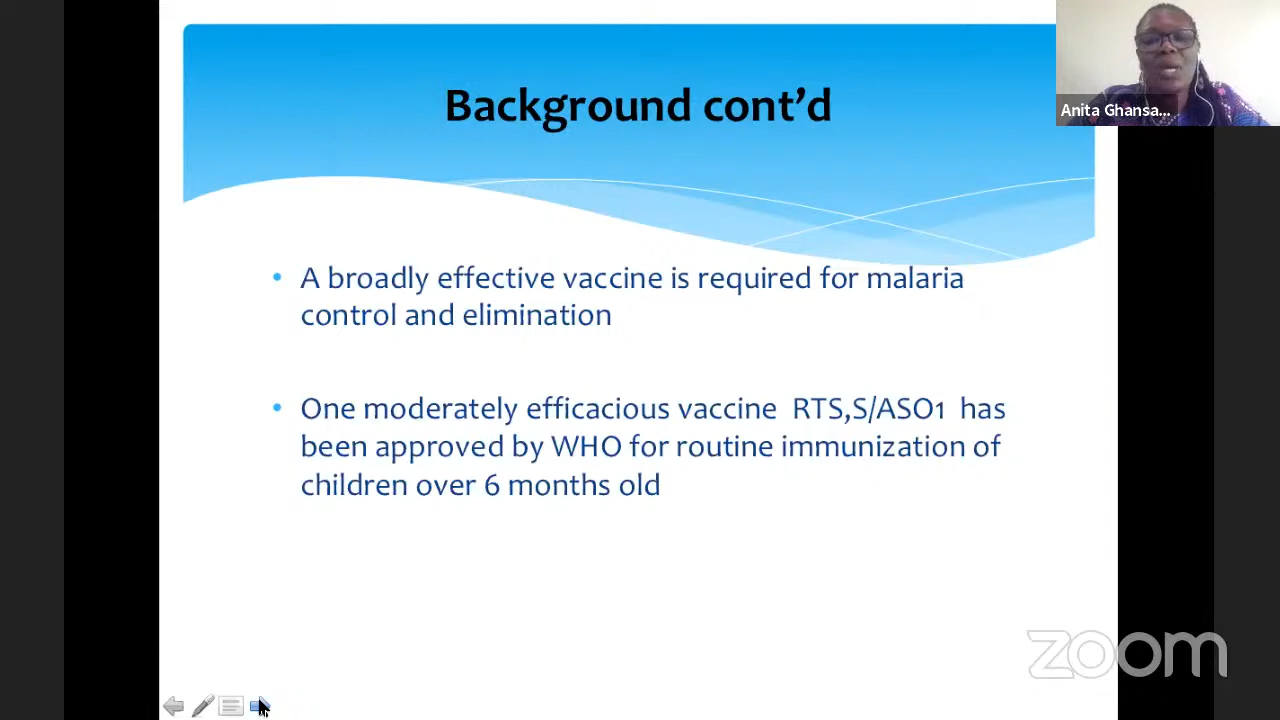 Background cont’d
Anita Ghansa...
• A broadly effective vaccine is required for malaria
control and elimination
• One moderately efficacious vaccine RTS,S/ASO1 has
been approved by WHO for routine immunization of
children over 6 months old
zoom